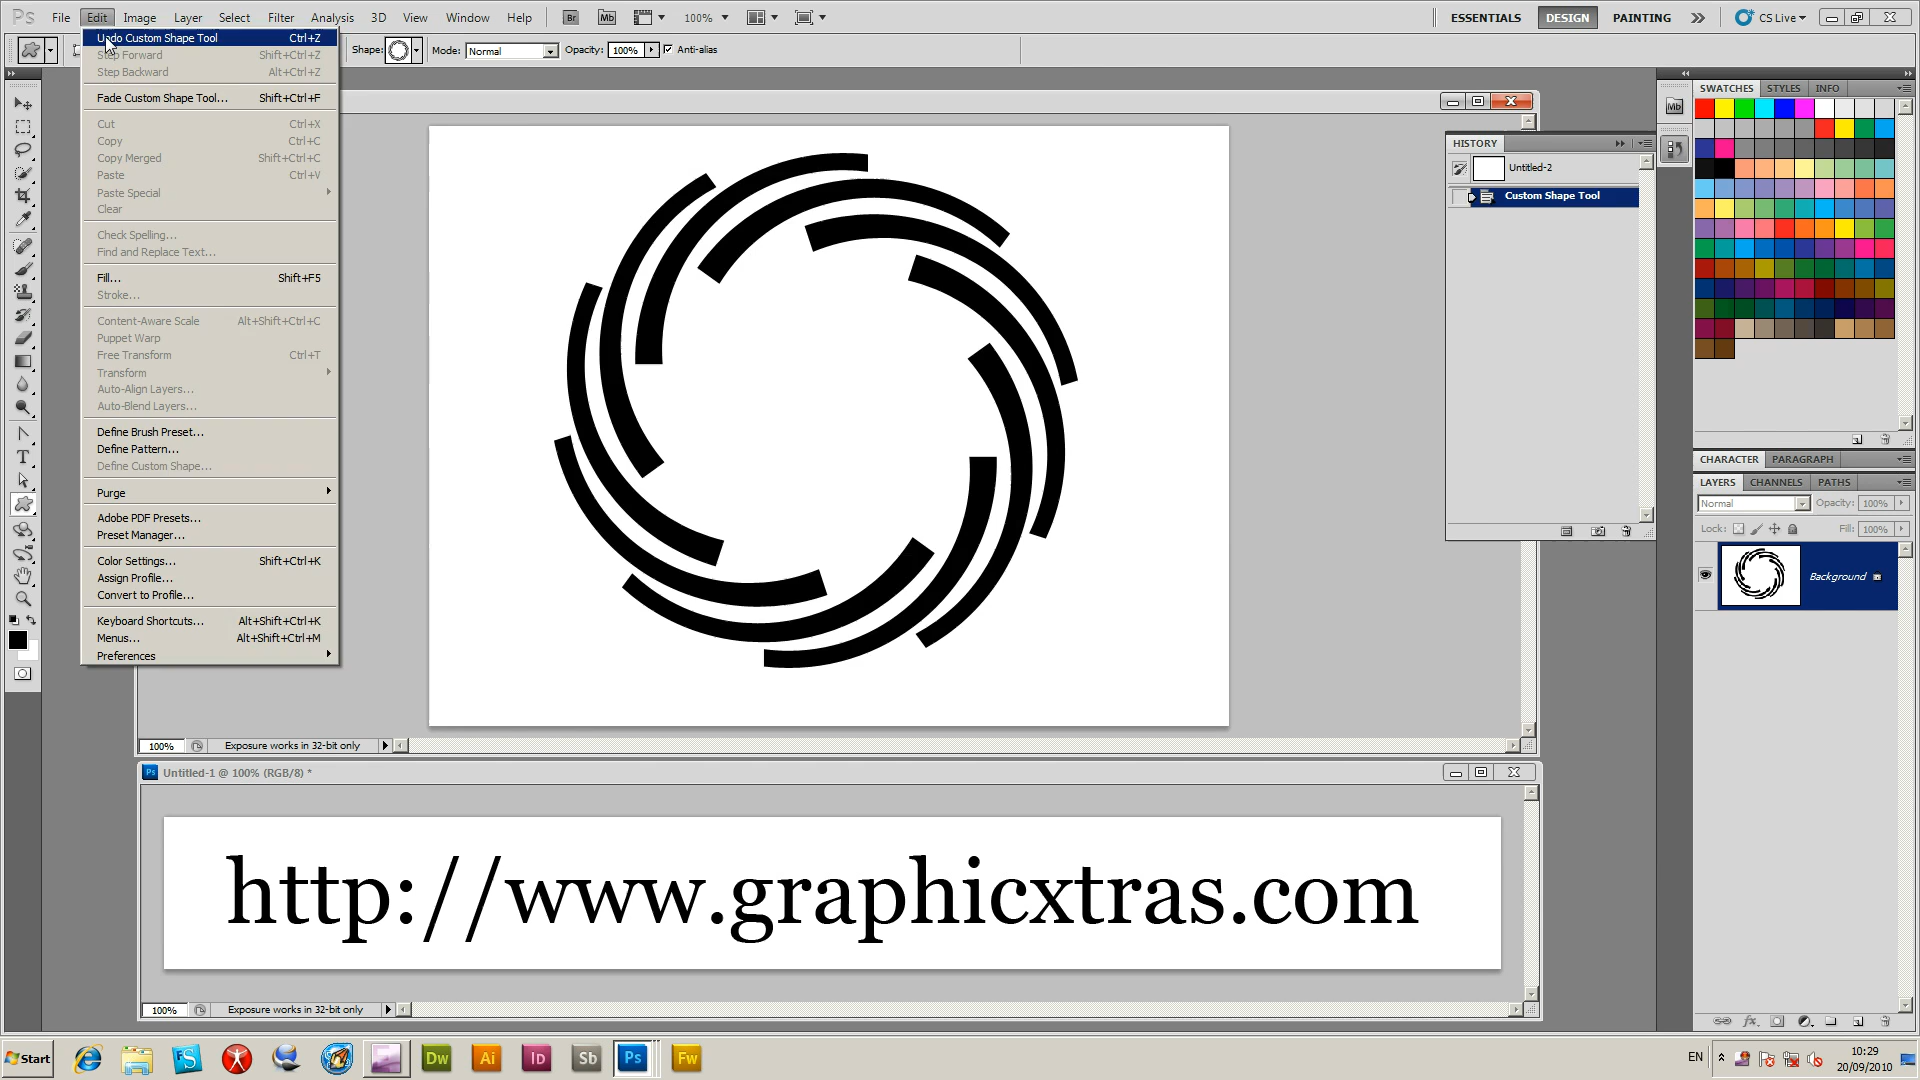 Ps File Edit Image Layer Select Filter Analysis 3D View Window Help Br Mb 100% ESSENTIALS DESIGN PAINTING CS Live
Shape: Mode: Normal Opacity: 100% Anti-alias
Undo Custom Shape Tool Ctrl+Z
Step Forward Shift+Ctrl+Z
Step Backward Alt+Ctrl+Z
Fade Custom Shape Tool... Shift+Ctrl+F
Cut Ctrl+X
Copy Ctrl+C
Copy Merged Shift+Ctrl+C
Paste Ctrl+V
Paste Special
Clear
Check Spelling...
Find and Replace Text...
Fill... Shift+F5
Stroke...
Content-Aware Scale Alt+Shift+Ctrl+C
Puppet Warp
Free Transform Ctrl+T
Transform
Auto-Align Layers...
Auto-Blend Layers...
Define Brush Preset...
Define Pattern...
Define Custom Shape...
Purge
Adobe PDF Presets...
Preset Manager...
Color Settings... Shift+Ctrl+K
Assign Profile...
Convert to Profile...
Keyboard Shortcuts... Alt+Shift+Ctrl+K
Menus... Alt+Shift+Ctrl+M
Preferences
HISTORY
Untitled-2
Custom Shape Tool
Mb
SWATCHES STYLES INFO
CHARACTER PARAGRAPH
LAYERS CHANNELS PATHS
Normal Opacity: 100%
Lock: Fill: 100%
Background
100% Exposure works in 32-bit only
Ps Untitled-1 @ 100% (RGB/8) *
http://www.graphicxtras.com
100% Exposure works in 32-bit only
fx
Start FS Dw Ai Id Sb Ps Fw EN 10:29
20/09/2010